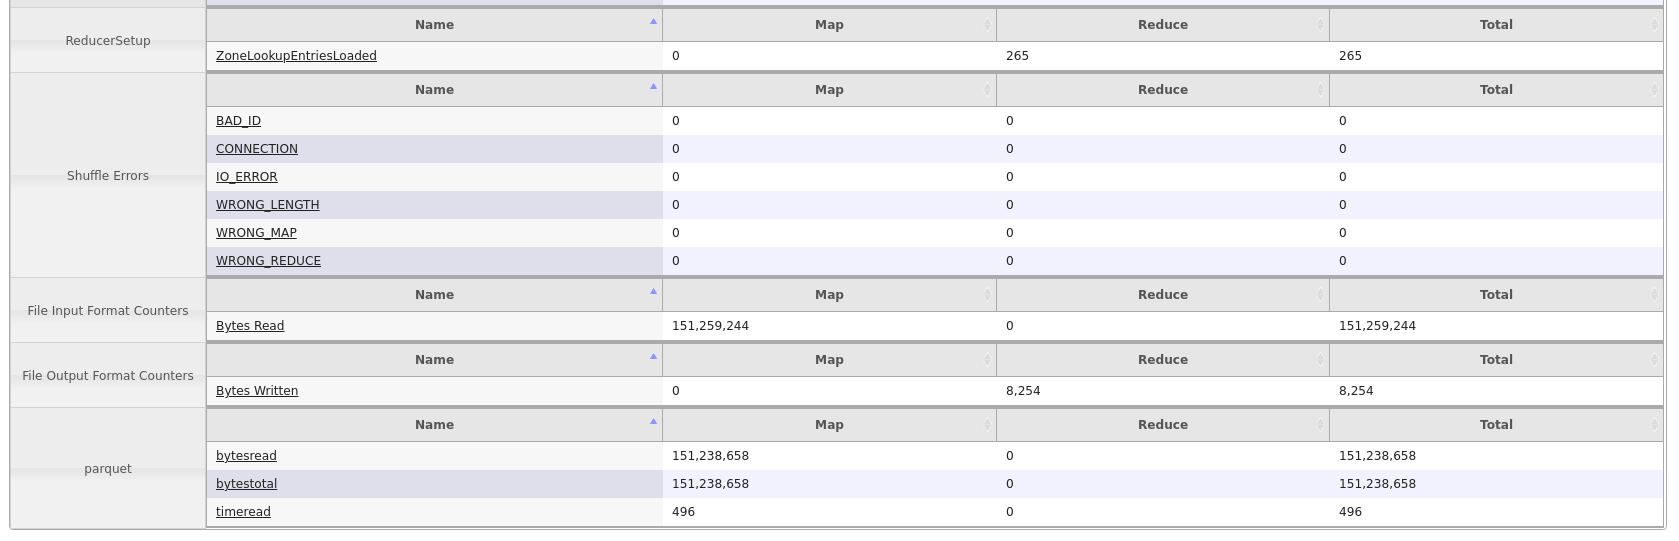 ReducerSetup
Name Map Reduce Total
ZoneLookupEntriesLoaded 0 265 265
Shuffle Errors
Name Map Reduce Total
BAD_ID 0 0 0
CONNECTION 0 0 0
IO_ERROR 0 0 0
WRONG_LENGTH 0 0 0
WRONG_MAP 0 0 0
WRONG_REDUCE 0 0 0
File Input Format Counters
Name Map Reduce Total
Bytes Read 151,259,244 0 151,259,244
File Output Format Counters
Name Map Reduce Total
Bytes Written 0 8,254 8,254
parquet
Name Map Reduce Total
bytesread 151,238,658 0 151,238,658
bytestotal 151,238,658 0 151,238,658
timeread 496 0 496